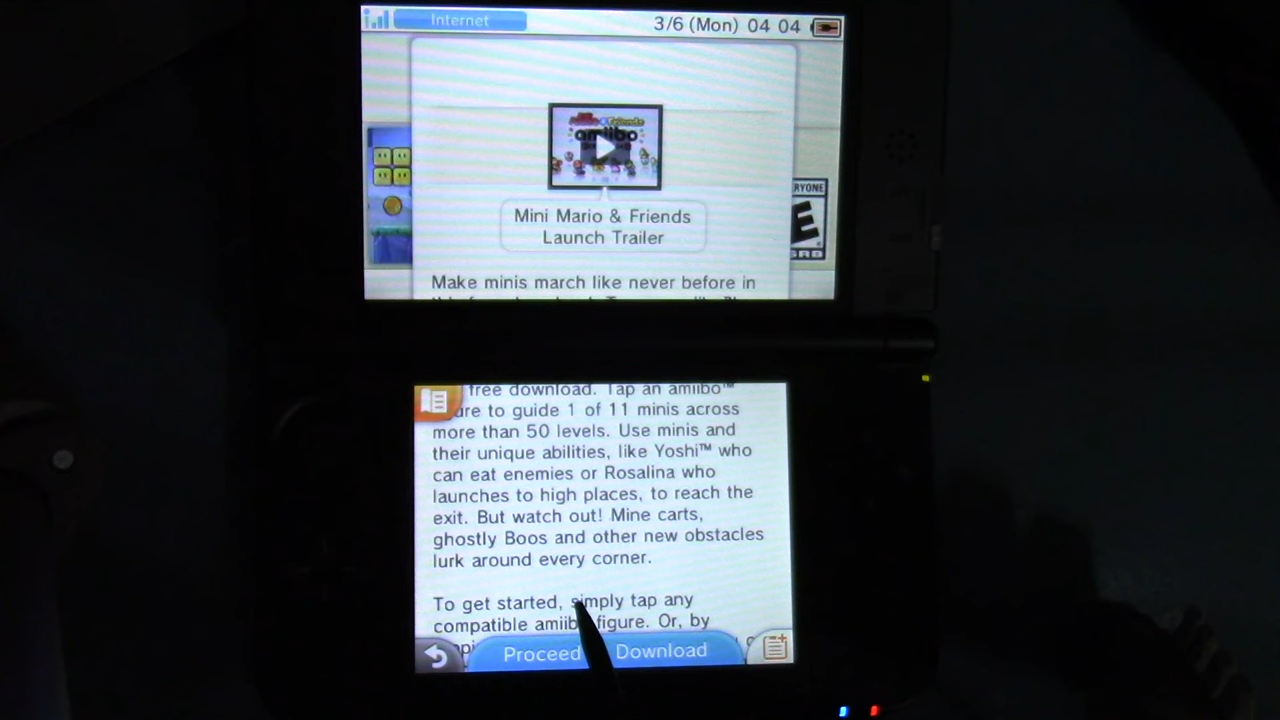 Internet
3/6 (Mon) 04 04
amiibo
Mini Mario & Friends
Launch Trailer
Make minis march like never before in
free download. Tap an amiibo™
to guide 1 of 11 minis across
more than 50 levels. Use minis and
their unique abilities, like Yoshi™ who
can eat enemies or Rosalina who
launches to high places, to reach the
exit. But watch out! Mine carts,
ghostly Boos and other new obstacles
lurk around every corner.
To get started, simply tap any
compatible amiibo figure. Or, by
Proceed Download